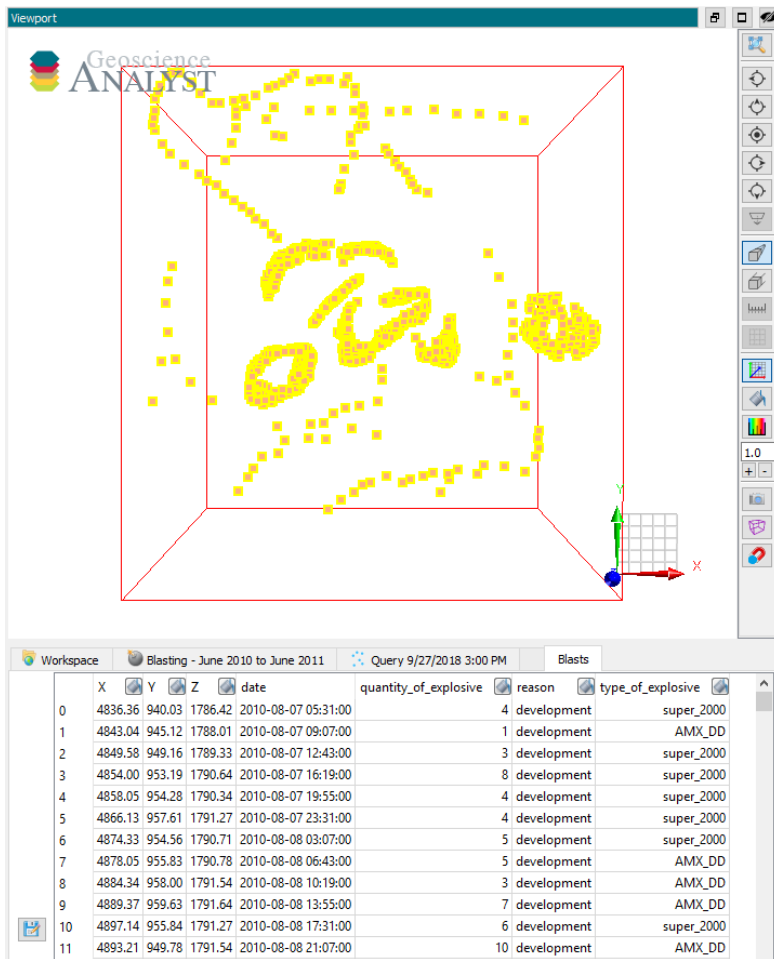 Viewport
Geoscience
ANALYST
1.0
+ -
Y
X
Workspace Blasting - June 2010 to June 2011 Query 9/27/2018 3:00 PM Blasts
X Y Z date quantity_of_explosive reason type_of_explosive
0 4836.36 940.03 1786.42 2010-08-07 05:31:00 4 development super_2000
1 4843.04 945.12 1788.01 2010-08-07 09:07:00 1 development AMX_DD
2 4849.58 949.16 1789.33 2010-08-07 12:43:00 3 development super_2000
3 4854.00 953.19 1790.64 2010-08-07 16:19:00 8 development super_2000
4 4858.05 954.28 1790.34 2010-08-07 19:55:00 4 development super_2000
5 4866.13 957.61 1791.27 2010-08-07 23:31:00 4 development super_2000
6 4874.33 954.56 1790.71 2010-08-08 03:07:00 5 development super_2000
7 4878.05 955.83 1790.78 2010-08-08 06:43:00 5 development AMX_DD
8 4884.34 958.00 1791.54 2010-08-08 10:19:00 3 development AMX_DD
9 4889.37 959.63 1791.64 2010-08-08 13:55:00 7 development AMX_DD
10 4897.14 955.84 1791.27 2010-08-08 17:31:00 6 development super_2000
11 4893.21 949.78 1791.54 2010-08-08 21:07:00 10 development AMX_DD